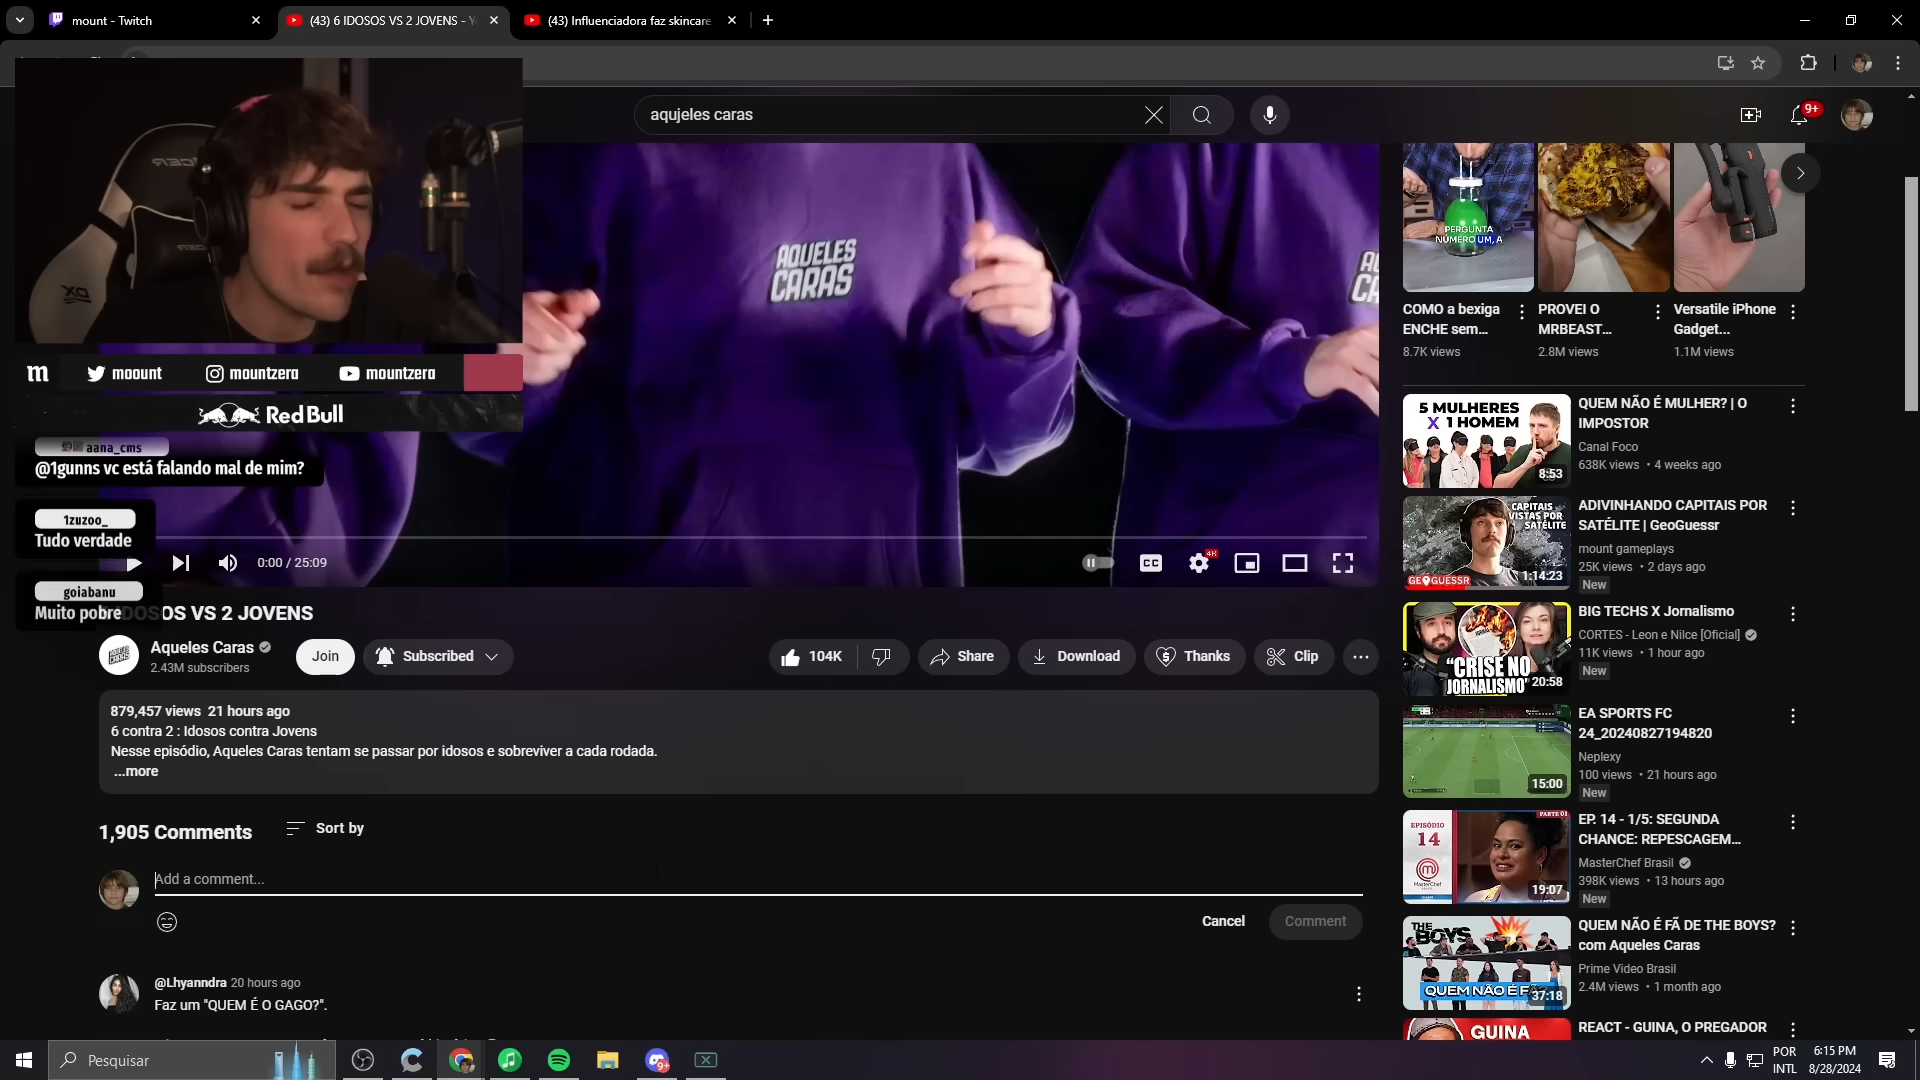 mount - Twitch
(43) 6 IDOSOS VS 2 JOVENS - Y
(43) Influenciadora faz skincare
aqujeles caras
9+
AQUELES
CARAS
m
moount
mountzera
mountzera
Red Bull
aana_cms
@1gunns vc está falando mal de mim?
1zuzoo_
Tudo verdade
goiabanu
Muito pobre
0:00 / 25:09
CC
4K
IDOSOS VS 2 JOVENS
Aqueles Caras
2.43M subscribers
Join
Subscribed
104K
Share
Download
Thanks
Clip
879,457 views 21 hours ago
6 contra 2 : Idosos contra Jovens
Nesse episódio, Aqueles Caras tentam se passar por idosos e sobreviver a cada rodada.
...more
1,905 Comments
Sort by
Add a comment...
Cancel
Comment
@Lhyanndra 20 hours ago
Faz um "QUEM É O GAGO?".
PERGUNTA
NÚMERO UM, A
COMO a bexiga
ENCHE sem...
8.7K views
PROVEI O
MRBEAST...
2.8M views
Versatile iPhone
Gadget...
1.1M views
5 MULHERES
X 1 HOMEM
8:53
QUEM NÃO É MULHER? | O
IMPOSTOR
Canal Foco
638K views • 4 weeks ago
CAPITAIS
VISTAS POR
SATÉLITE
GEOGUESSR
1:14:23
ADIVINHANDO CAPITAIS POR
SATÉLITE | GeoGuessr
mount gameplays
25K views • 2 days ago
New
"CRISE NO
JORNALISMO"
20:58
BIG TECHS X Jornalismo
CORTES - Leon e Nilce [Oficial]
11K views • 1 hour ago
New
15:00
EA SPORTS FC
24_20240827194820
Neplexy
100 views • 21 hours ago
New
EPISÓDIO
14
MasterChef
PARTE 01
19:07
EP. 14 - 1/5: SEGUNDA
CHANCE: REPESCAGEM...
MasterChef Brasil
398K views • 13 hours ago
New
THE
BOYS
QUEM NÃO É FÃ
37:18
QUEM NÃO É FÃ DE THE BOYS?
com Aqueles Caras
Prime Video Brasil
2.4M views • 1 month ago
GUINA
REACT - GUINA, O PREGADOR
Pesquisar
9+
POR
INTL
6:15 PM
8/28/2024